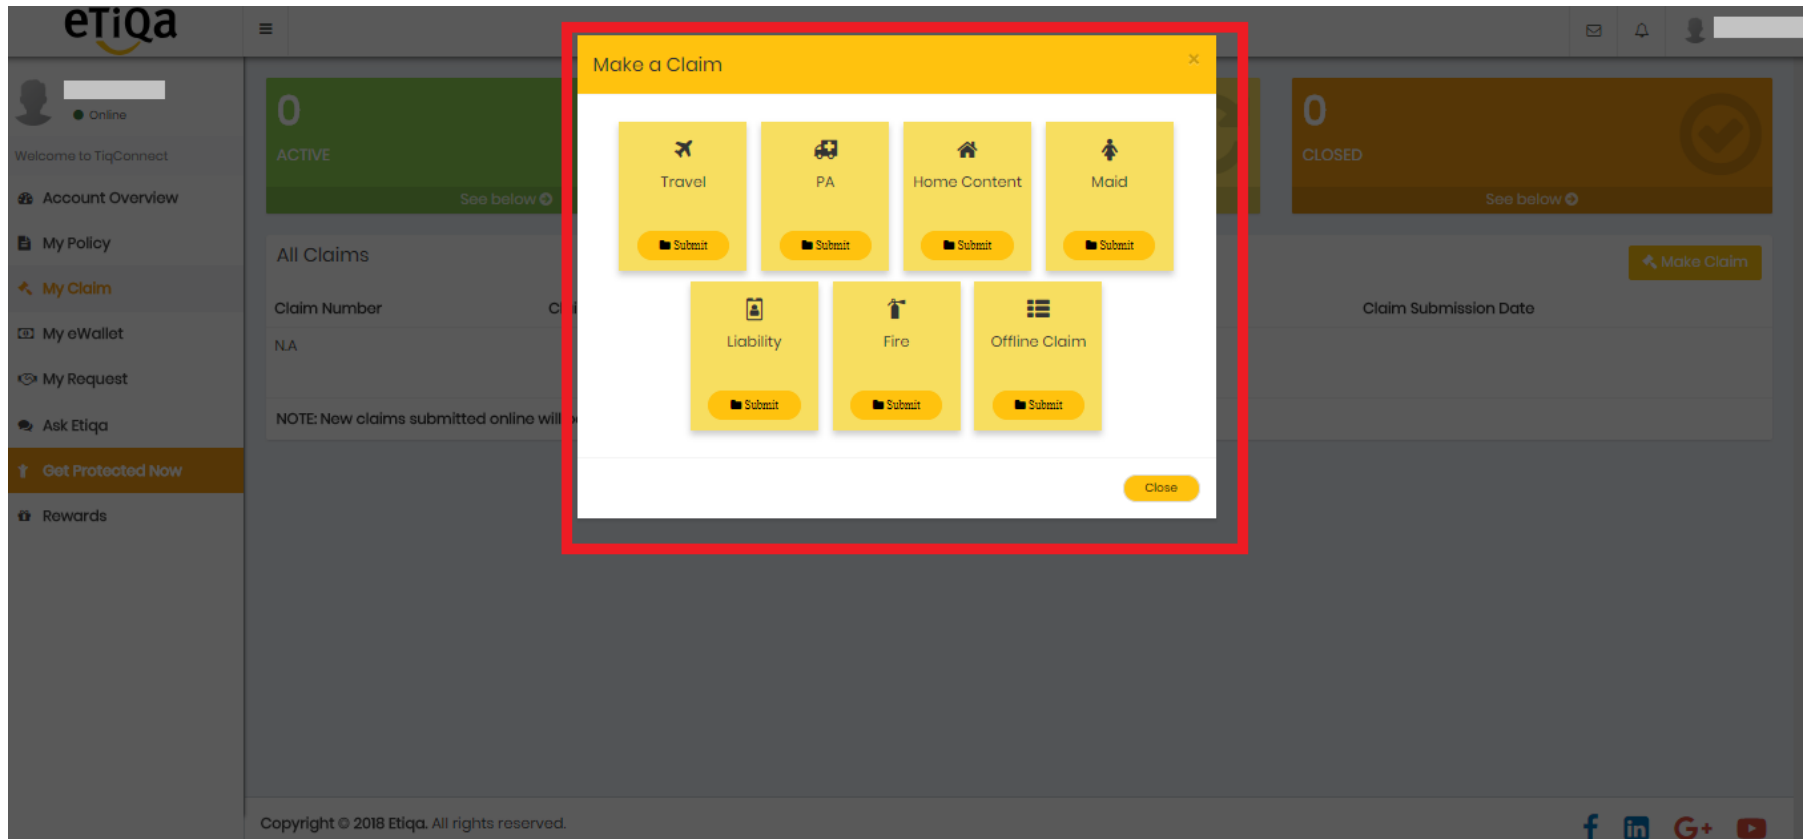 eTiQa
Make a Claim
×
Online
Welcome to TiqConnect
Account Overview
My Policy
My Claim
My eWallet
My Request
Ask Etiqa
Get Protected Now
Rewards
0
ACTIVE
See below
0
CLOSED
See below
All Claims
Make Claim
Claim Number
Claim Submission Date
N.A
NOTE: New claims submitted online will
Travel
PA
Home Content
Maid
Submit
Submit
Submit
Submit
Liability
Fire
Offline Claim
Submit
Submit
Submit
Close
Copyright © 2018 Etiqa. All rights reserved.
f in G+